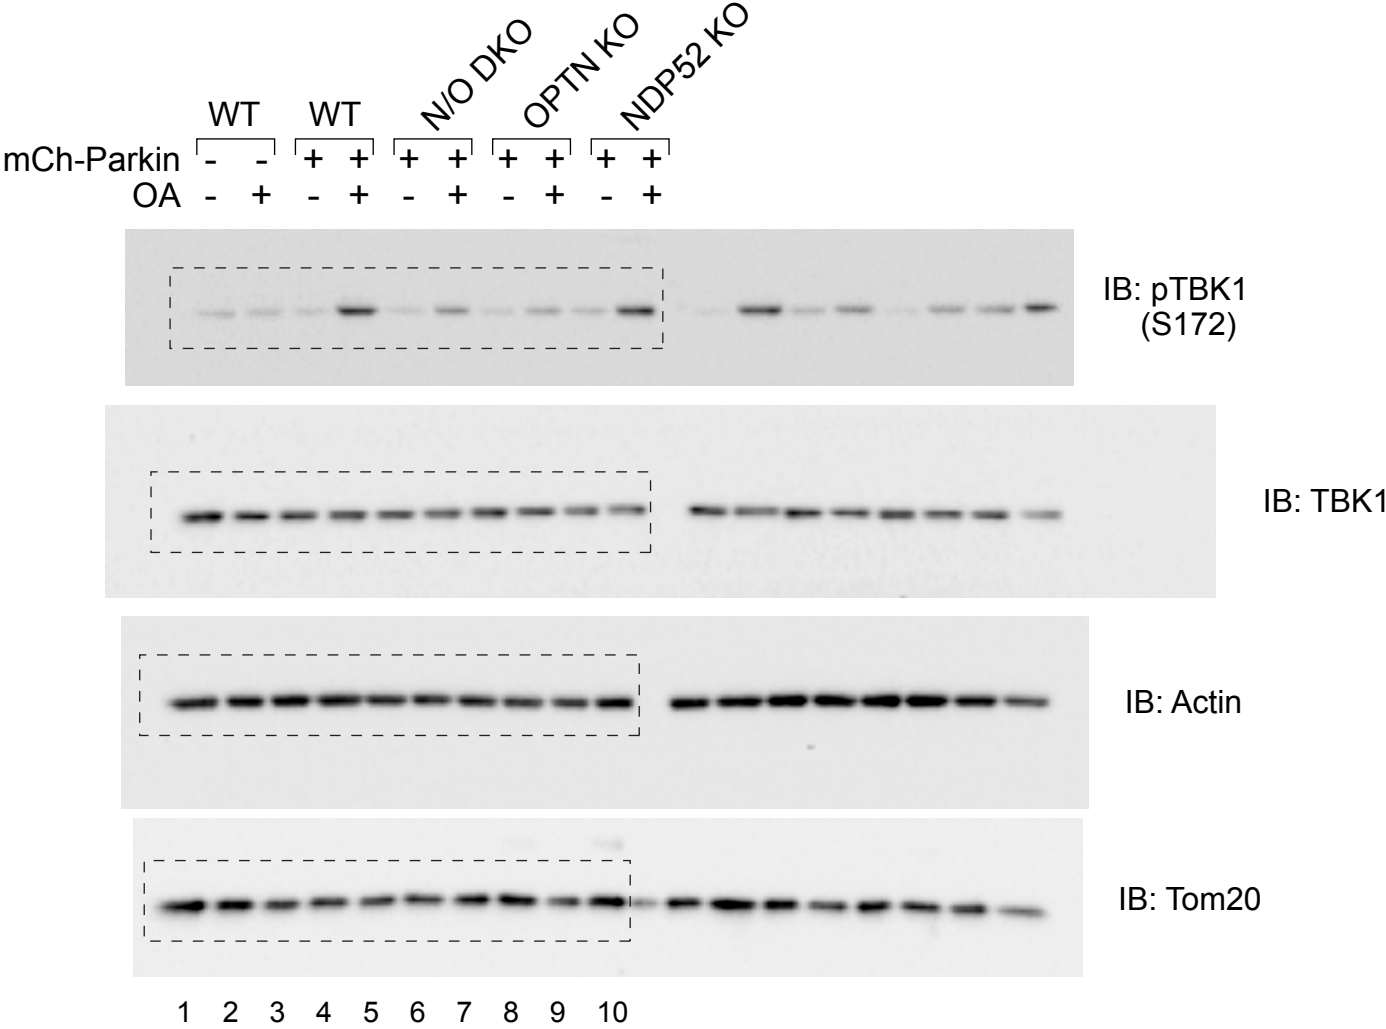 WT WT N/O DKO OPTN KO NDP52 KO
mCh-Parkin - - + + + + + + + +
OA - + - + - + - + - +
IB: pTBK1
(S172)
IB: TBK1
IB: Actin
IB: Tom20
1 2 3 4 5 6 7 8 9 10